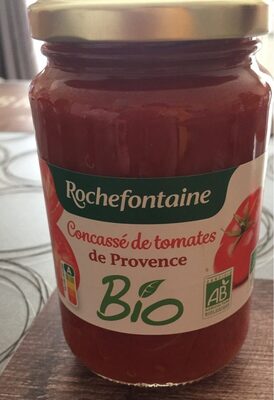 Rochefontaine
Concassé de tomates
de Provence
Bio
AB